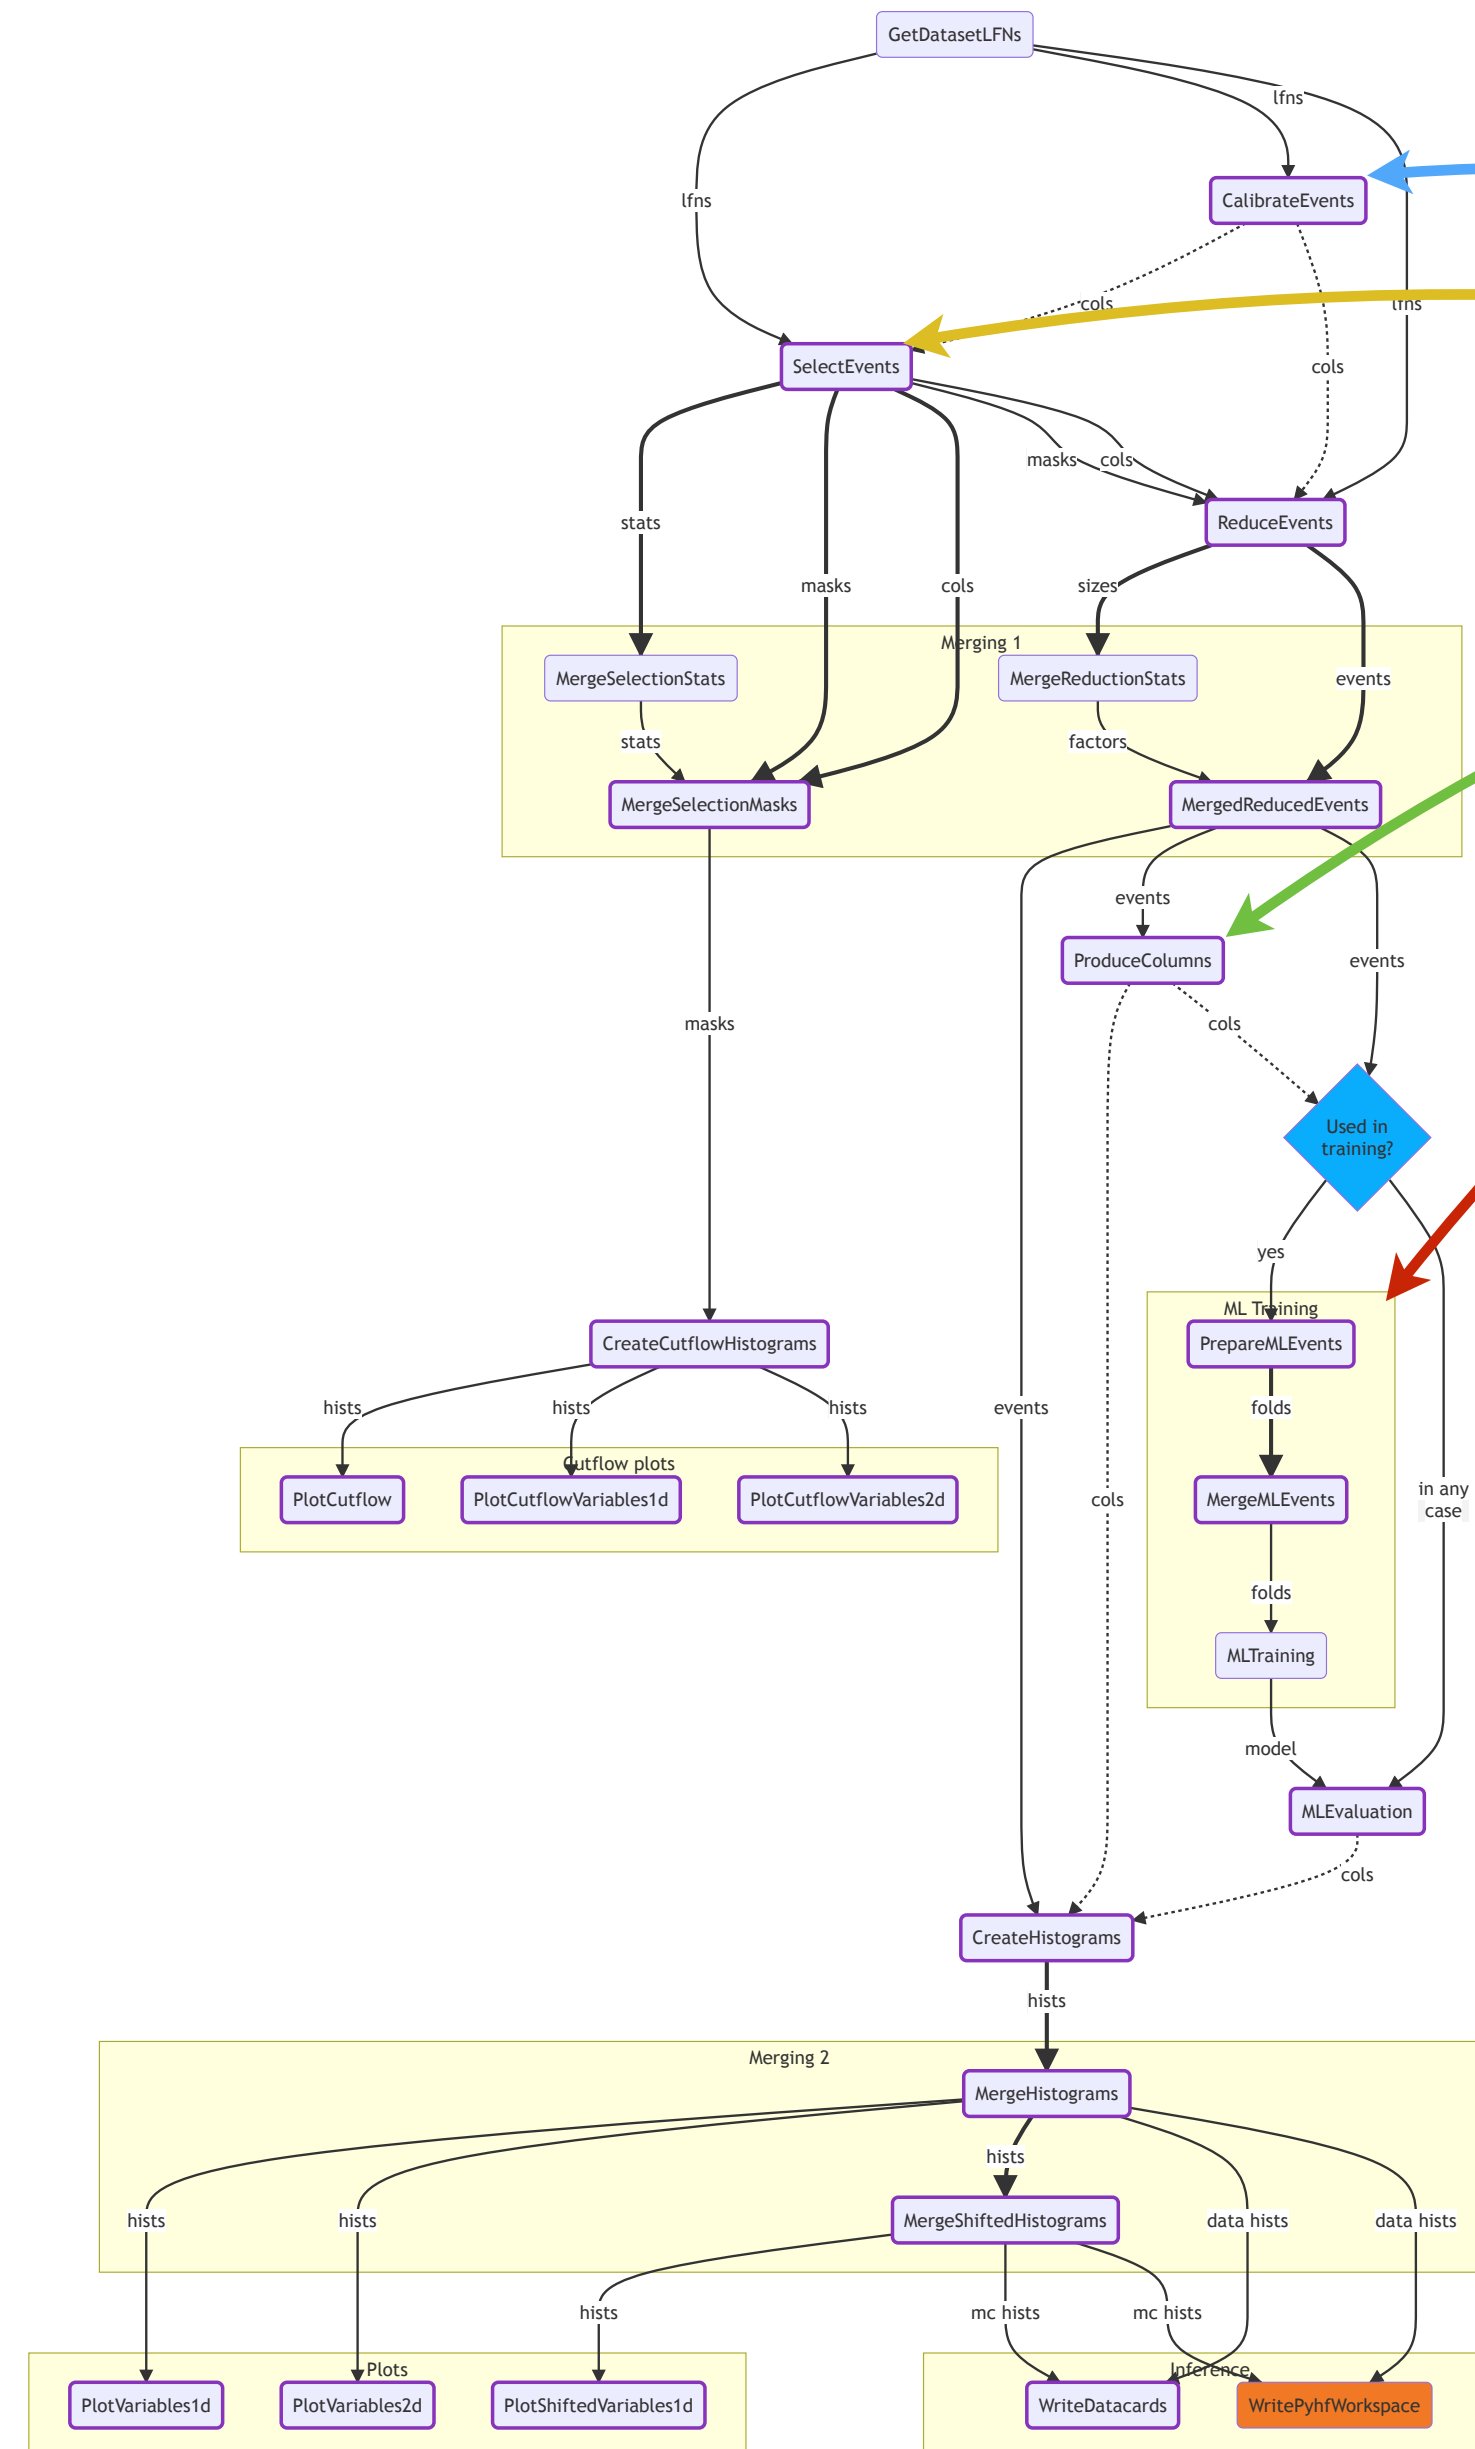 GetDatasetLFNs
lfns
CalibrateEvents
lfns
cols
lfns
SelectEvents
cols
masks
cols
stats
ReduceEvents
masks
cols
sizes
Merging 1
MergeSelectionStats
MergeReductionStats
events
stats
factors
MergeSelectionMasks
MergedReducedEvents
events
ProduceColumns
events
masks
cols
Used in
training?
yes
ML Training
CreateCutflowHistograms
PrepareMLEvents
hists
hists
hists
events
folds
Cutflow plots
PlotCutflow
PlotCutflowVariables1d
PlotCutflowVariables2d
cols
MergeMLEvents
in any
case
folds
MLTraining
model
MLEvaluation
cols
CreateHistograms
hists
Merging 2
MergeHistograms
hists
MergeShiftedHistograms
hists
hists
data hists
data hists
hists
mc hists
mc hists
Plots
Inference
PlotVariables1d
PlotVariables2d
PlotShiftedVariables1d
WriteDatacards
WritePyhfWorkspace